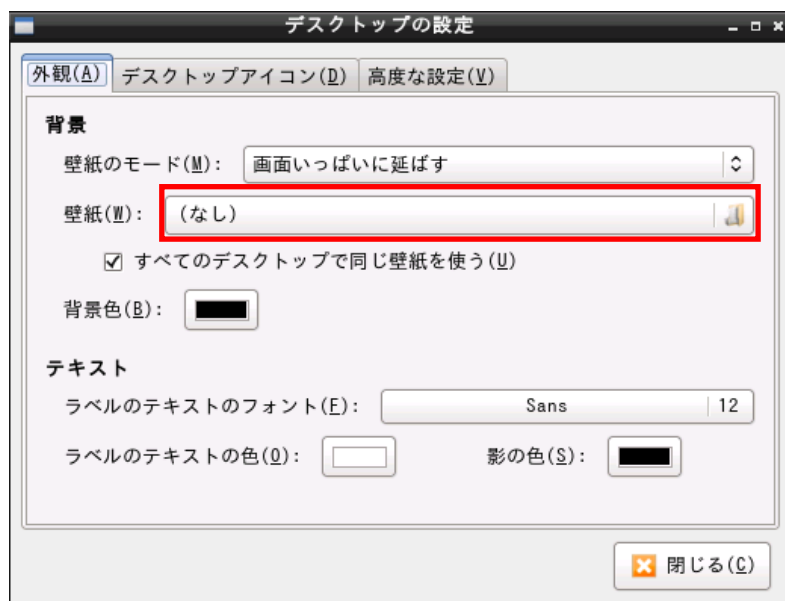 デスクトップの設定
外観(A) デスクトップアイコン(D) 高度な設定(V)
背景
壁紙のモード(M): 画面いっぱいに延ばす
壁紙(W): (なし)
すべてのデスクトップで同じ壁紙を使う(U)
背景色(B):
テキスト
ラベルのテキストのフォント(F): Sans 12
ラベルのテキストの色(O): 影の色(S):
閉じる(C)